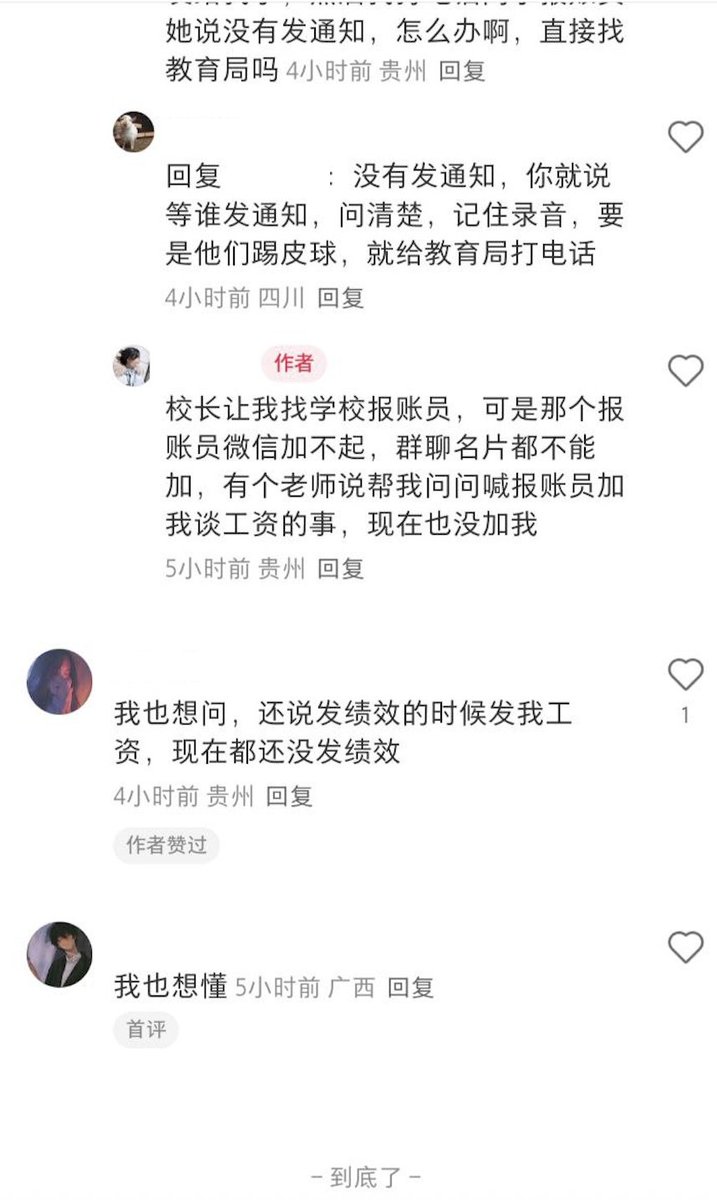 她说没有发通知，怎么办啊，直接找
教育局吗 4小时前 贵州 回复
回复 ：没有发通知，你就说
等谁发通知，问清楚，记住录音，要
是他们踢皮球，就给教育局打电话
4小时前 四川 回复
作者
校长让我找学校报账员，可是那个报
账员微信加不起，群聊名片都不能
加，有个老师说帮我问问喊报账员加
我谈工资的事，现在也没加我
5小时前 贵州 回复
我也想问，还说发绩效的时候发我工
资，现在都还没发绩效
1
4小时前 贵州 回复
作者赞过
我也想懂 5小时前 广西 回复
首评
- 到底了 -